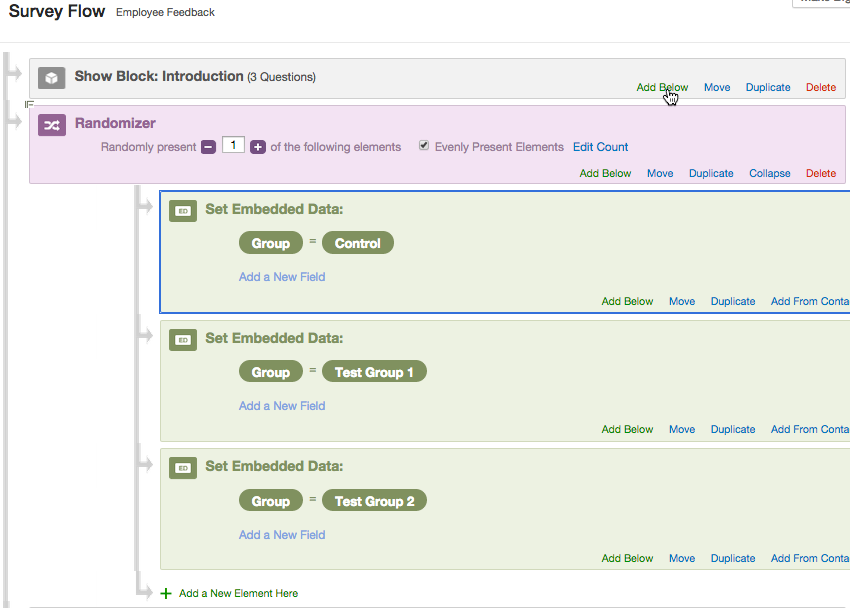 Survey Flow Employee Feedback
Show Block: Introduction (3 Questions)
Add Below Move Duplicate Delete
Randomizer
Randomly present − 1 + of the following elements Evenly Present Elements Edit Count
Add Below Move Duplicate Collapse Delete
ED Set Embedded Data:
Group = Control
Add a New Field
Add Below Move Duplicate Add From Conta
ED Set Embedded Data:
Group = Test Group 1
Add a New Field
Add Below Move Duplicate Add From Conta
ED Set Embedded Data:
Group = Test Group 2
Add a New Field
Add Below Move Duplicate Add From Conta
+ Add a New Element Here